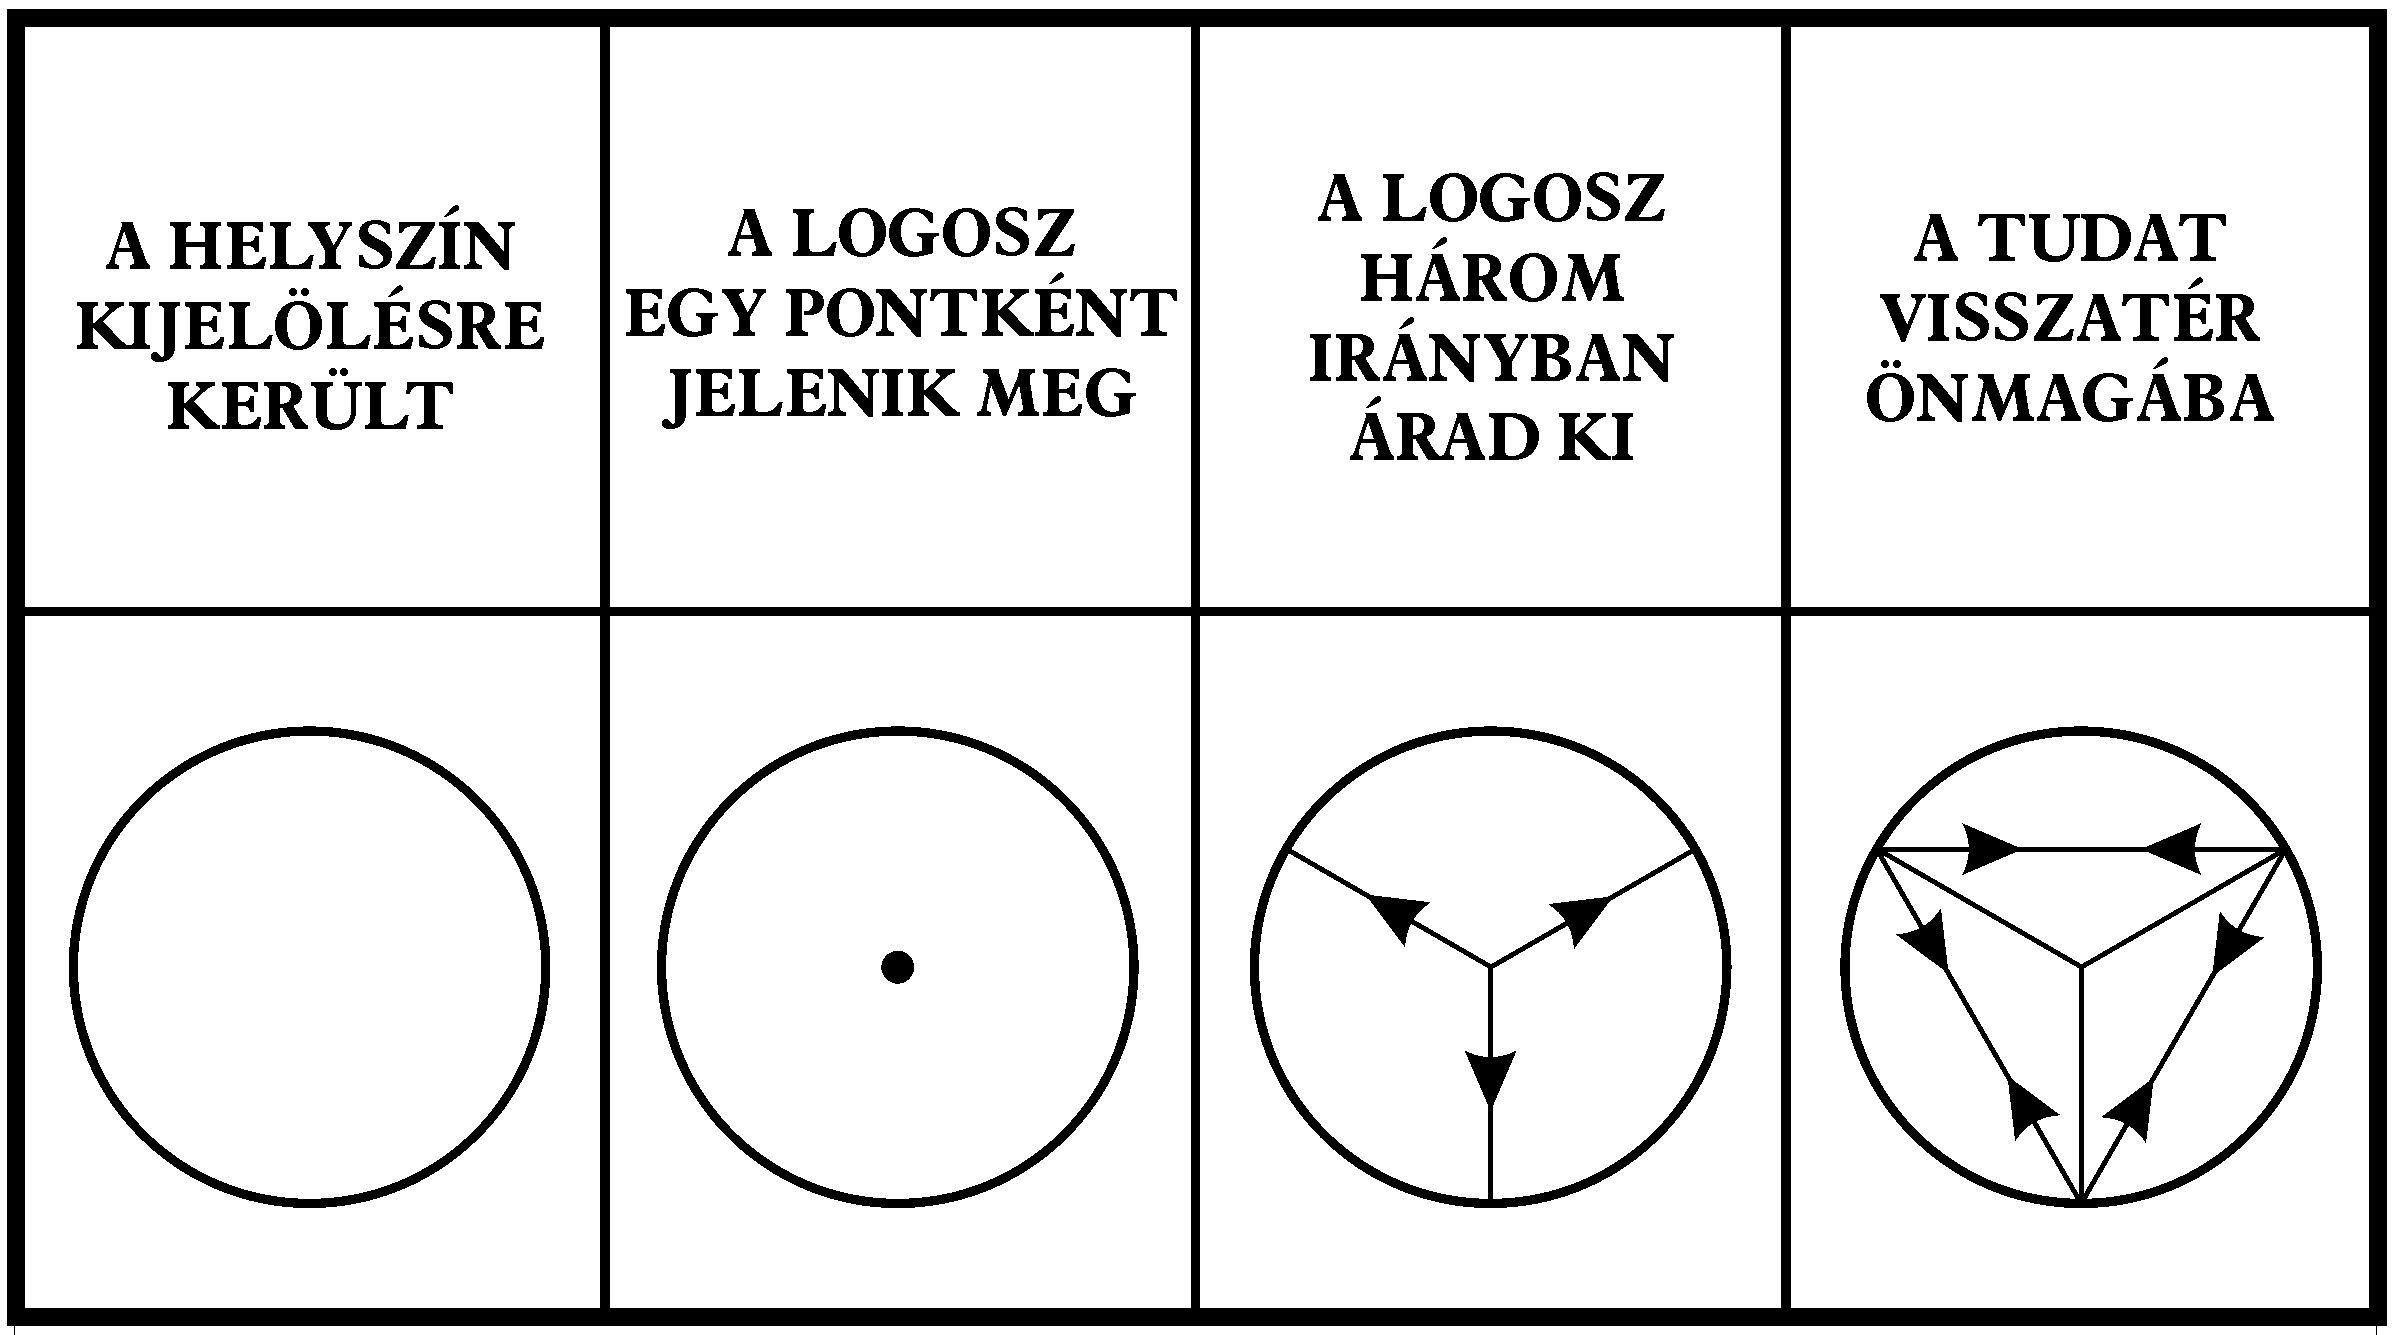 A HELYSZÍN
KIJELÖLÉSRE
KERÜLT
A LOGOSZ
EGY PONTKÉNT
JELENIK MEG
A LOGOSZ
HÁROM
IRÁNYBAN
ÁRAD KI
A TUDAT
VISSZATÉR
ÖNMAGÁBA